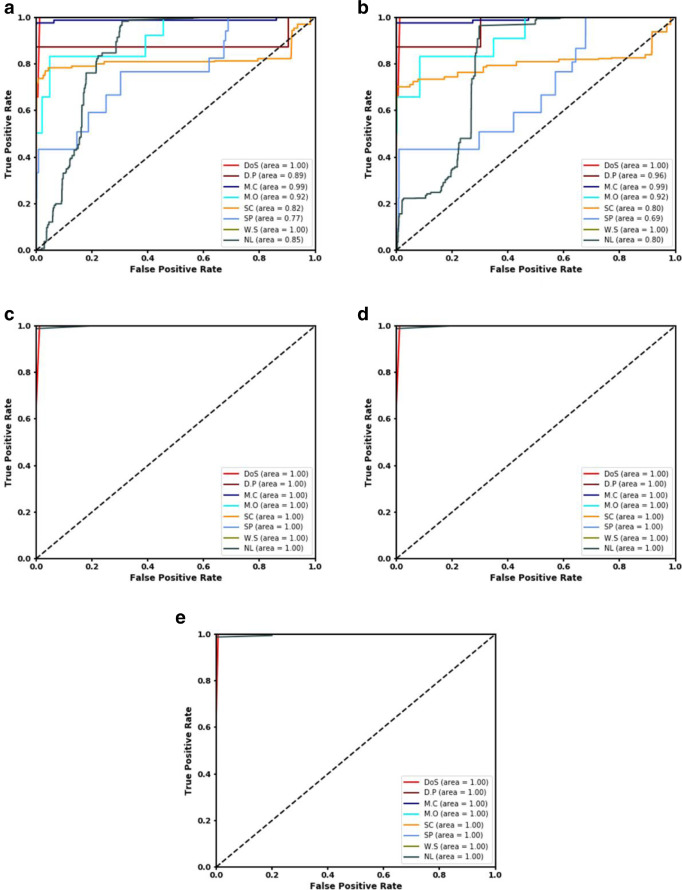 a
1.0
0.8
0.6
0.4
0.2
0.0
True Positive Rate
DoS (area = 1.00)
D.P (area = 0.89)
M.C (area = 0.99)
M.O (area = 0.92)
SC (area = 0.82)
SP (area = 0.77)
W.S (area = 1.00)
NL (area = 0.85)
0.0 0.2 0.4 0.6 0.8 1.0
False Positive Rate
b
1.0
0.8
0.6
0.4
0.2
0.0
True Positive Rate
DoS (area = 1.00)
D.P (area = 0.96)
M.C (area = 0.99)
M.O (area = 0.92)
SC (area = 0.80)
SP (area = 0.69)
W.S (area = 1.00)
NL (area = 0.80)
0.0 0.2 0.4 0.6 0.8 1.0
False Positive Rate
c
1.0
0.8
0.6
0.4
0.2
0.0
True Positive Rate
DoS (area = 1.00)
D.P (area = 1.00)
M.C (area = 1.00)
M.O (area = 1.00)
SC (area = 1.00)
SP (area = 1.00)
W.S (area = 1.00)
NL (area = 1.00)
0.0 0.2 0.4 0.6 0.8 1.0
False Positive Rate
d
1.0
0.8
0.6
0.4
0.2
0.0
True Positive Rate
DoS (area = 1.00)
D.P (area = 1.00)
M.C (area = 1.00)
M.O (area = 1.00)
SC (area = 1.00)
SP (area = 1.00)
W.S (area = 1.00)
NL (area = 1.00)
0.0 0.2 0.4 0.6 0.8 1.0
False Positive Rate
e
1.0
0.8
0.6
0.4
0.2
0.0
True Positive Rate
DoS (area = 1.00)
D.P (area = 1.00)
M.C (area = 1.00)
M.O (area = 1.00)
SC (area = 1.00)
SP (area = 1.00)
W.S (area = 1.00)
NL (area = 1.00)
0.0 0.2 0.4 0.6 0.8 1.0
False Positive Rate